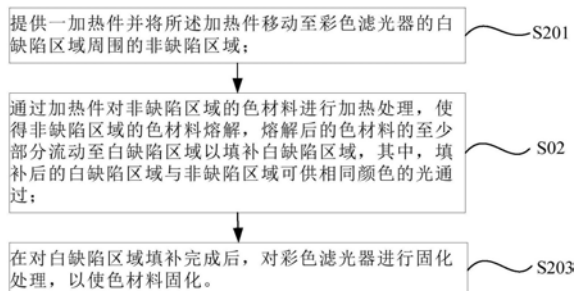 提供一加热件并将所述加热件移动至彩色滤光器的白
缺陷区域周围的非缺陷区域；
S201
通过加热件对非缺陷区域的色材料进行加热处理，使
得非缺陷区域的色材料熔解，熔解后的色材料的至少
部分流动至白缺陷区域以填补白缺陷区域，其中，填
补后的白缺陷区域与非缺陷区域可供相同颜色的光通
过；
S02
在对白缺陷区域填补完成后，对彩色滤光器进行固化
处理，以使色材料固化。
S203